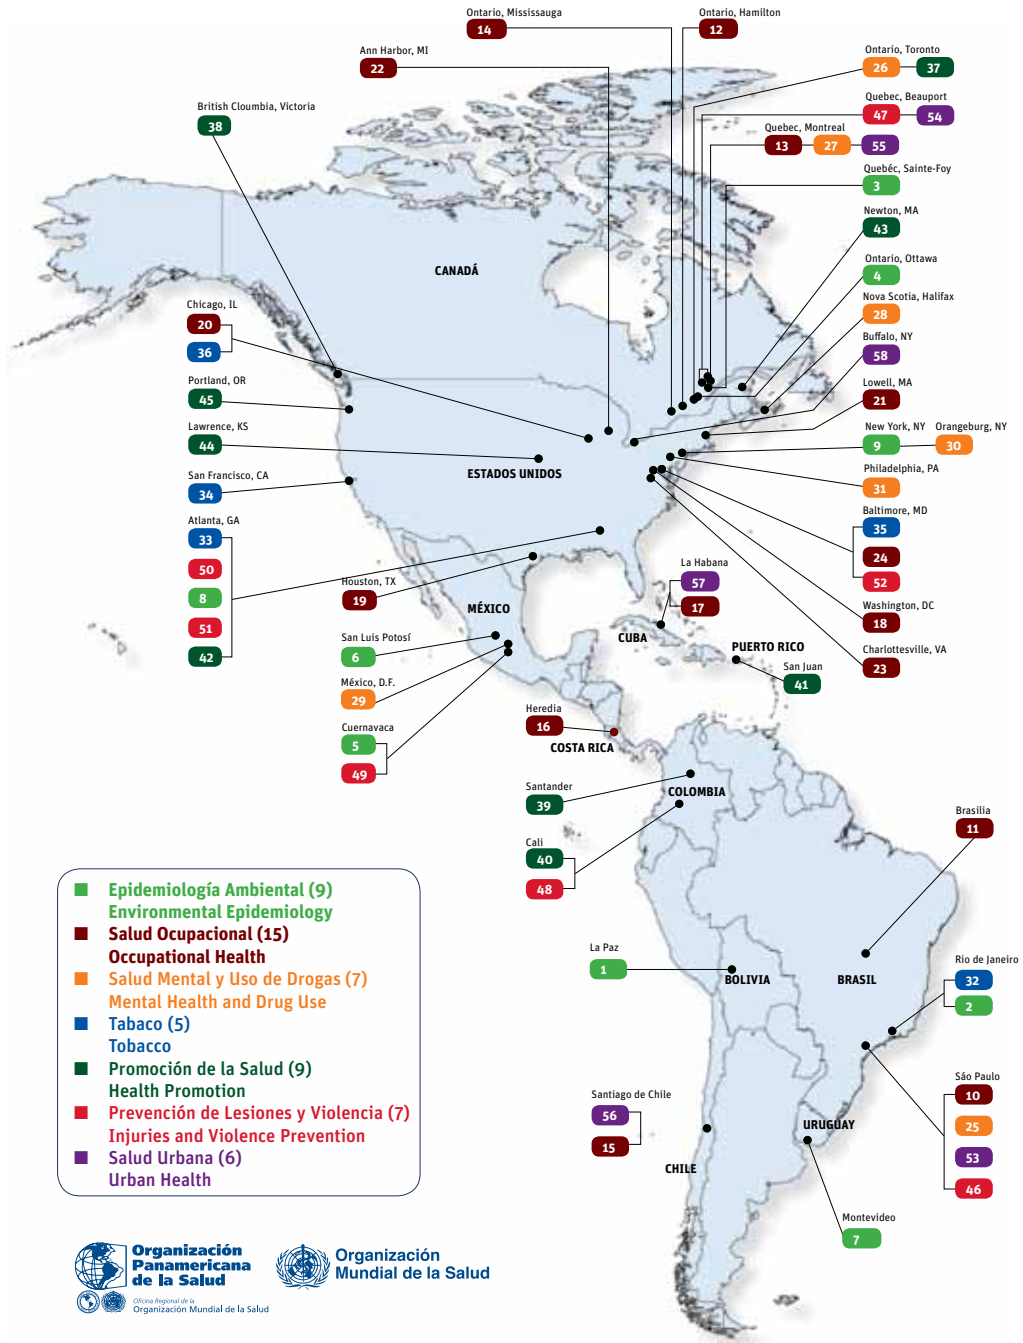 Ontario, Mississauga
14
Ontario, Hamilton
12
Ann Harbor, MI
22
Ontario, Toronto
26
37
British Cloumbia, Victoria
38
Quebec, Beauport
47
54
Quebec, Montreal
13
27
55
Quebéc, Sainte-Foy
3
Newton, MA
43
Ontario, Ottawa
4
Nova Scotia, Halifax
28
Buffalo, NY
58
Lowell, MA
21
New York, NY
9
Orangeburg, NY
30
Philadelphia, PA
31
Baltimore, MD
35
24
52
Washington, DC
18
Charlottesville, VA
23
CANADÁ
Chicago, IL
20
36
Portland, OR
45
Lawrence, KS
44
San Francisco, CA
34
Atlanta, GA
33
50
8
51
42
ESTADOS UNIDOS
Houston, TX
19
MÉXICO
San Luis Potosí
6
México, D.F.
29
Cuernavaca
5
49
La Habana
57
17
CUBA
PUERTO RICO
San Juan
41
Heredia
16
COSTA RICA
Santander
39
COLOMBIA
Cali
40
48
Brasilia
11
La Paz
1
BOLIVIA
BRASIL
Rio de Janeiro
32
2
Sáo Paulo
10
25
53
46
Santiago de Chile
56
15
CHILE
URUGUAY
Montevideo
7
Epidemiología Ambiental (9)
Environmental Epidemiology
Salud Ocupacional (15)
Occupational Health
Salud Mental y Uso de Drogas (7)
Mental Health and Drug Use
Tabaco (5)
Tobacco
Promoción de la Salud (9)
Health Promotion
Prevención de Lesiones y Violencia (7)
Injuries and Violence Prevention
Salud Urbana (6)
Urban Health
Organización
Panamericana
de la Salud
Oficina Regional de la
Organización Mundial de la Salud
Organización
Mundial de la Salud